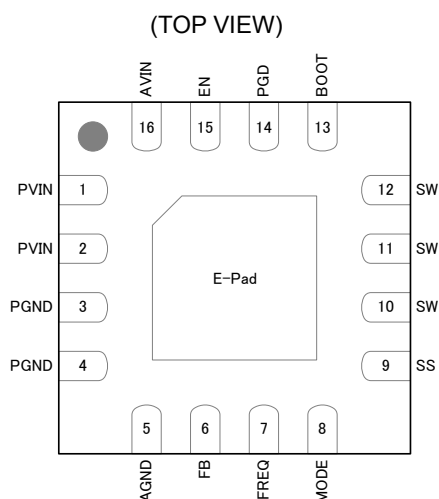 (TOP VIEW)
AVIN EN PGD BOOT
16 15 14 13
PVIN 1 12 SW
PVIN 2 11 SW
E-Pad
PGND 3 10 SW
PGND 4 9 SS
5 6 7 8
AGND FB FREQ MODE